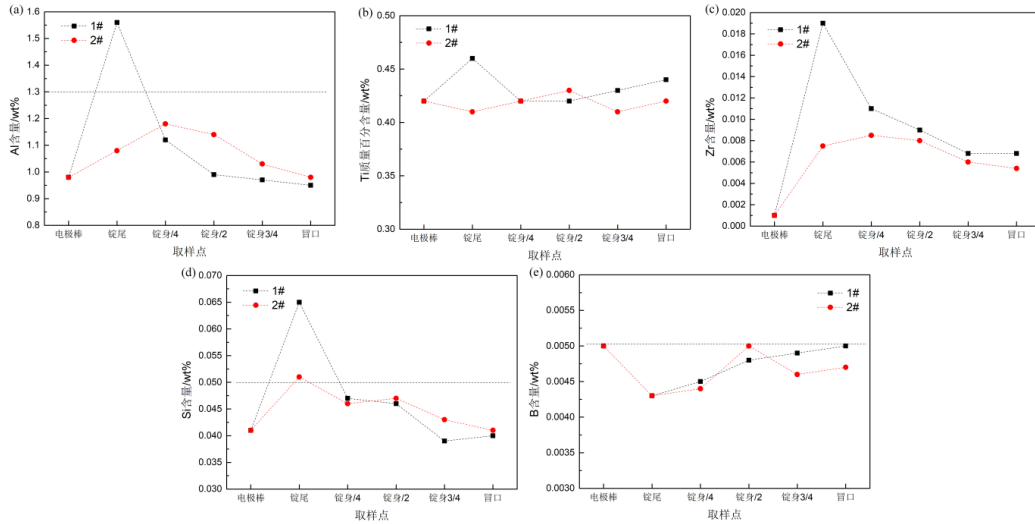 (a)
1#
2#
Al含量/wt%
1.6
1.5
1.4
1.3
1.2
1.1
1.0
0.9
0.8
电极棒 锭尾 锭身/4 锭身/2 锭身3/4 冒口
取样点
(b)
1#
2#
Ti质量百分含量/wt%
0.50
0.45
0.40
0.35
0.30
电极棒 锭尾 锭身/4 锭身/2 锭身3/4 冒口
取样点
(c)
1#
2#
Zr含量/wt%
0.020
0.018
0.016
0.014
0.012
0.010
0.008
0.006
0.004
0.002
0.000
电极棒 锭尾 锭身/4 锭身/2 锭身3/4 冒口
取样点
(d)
1#
2#
Si含量/wt%
0.070
0.065
0.060
0.055
0.050
0.045
0.040
0.035
0.030
电极棒 锭尾 锭身/4 锭身/2 锭身3/4 冒口
取样点
(e)
1#
2#
B含量/wt%
0.0060
0.0055
0.0050
0.0045
0.0040
0.0035
0.0030
电极棒 锭尾 锭身/4 锭身/2 锭身3/4 冒口
取样点